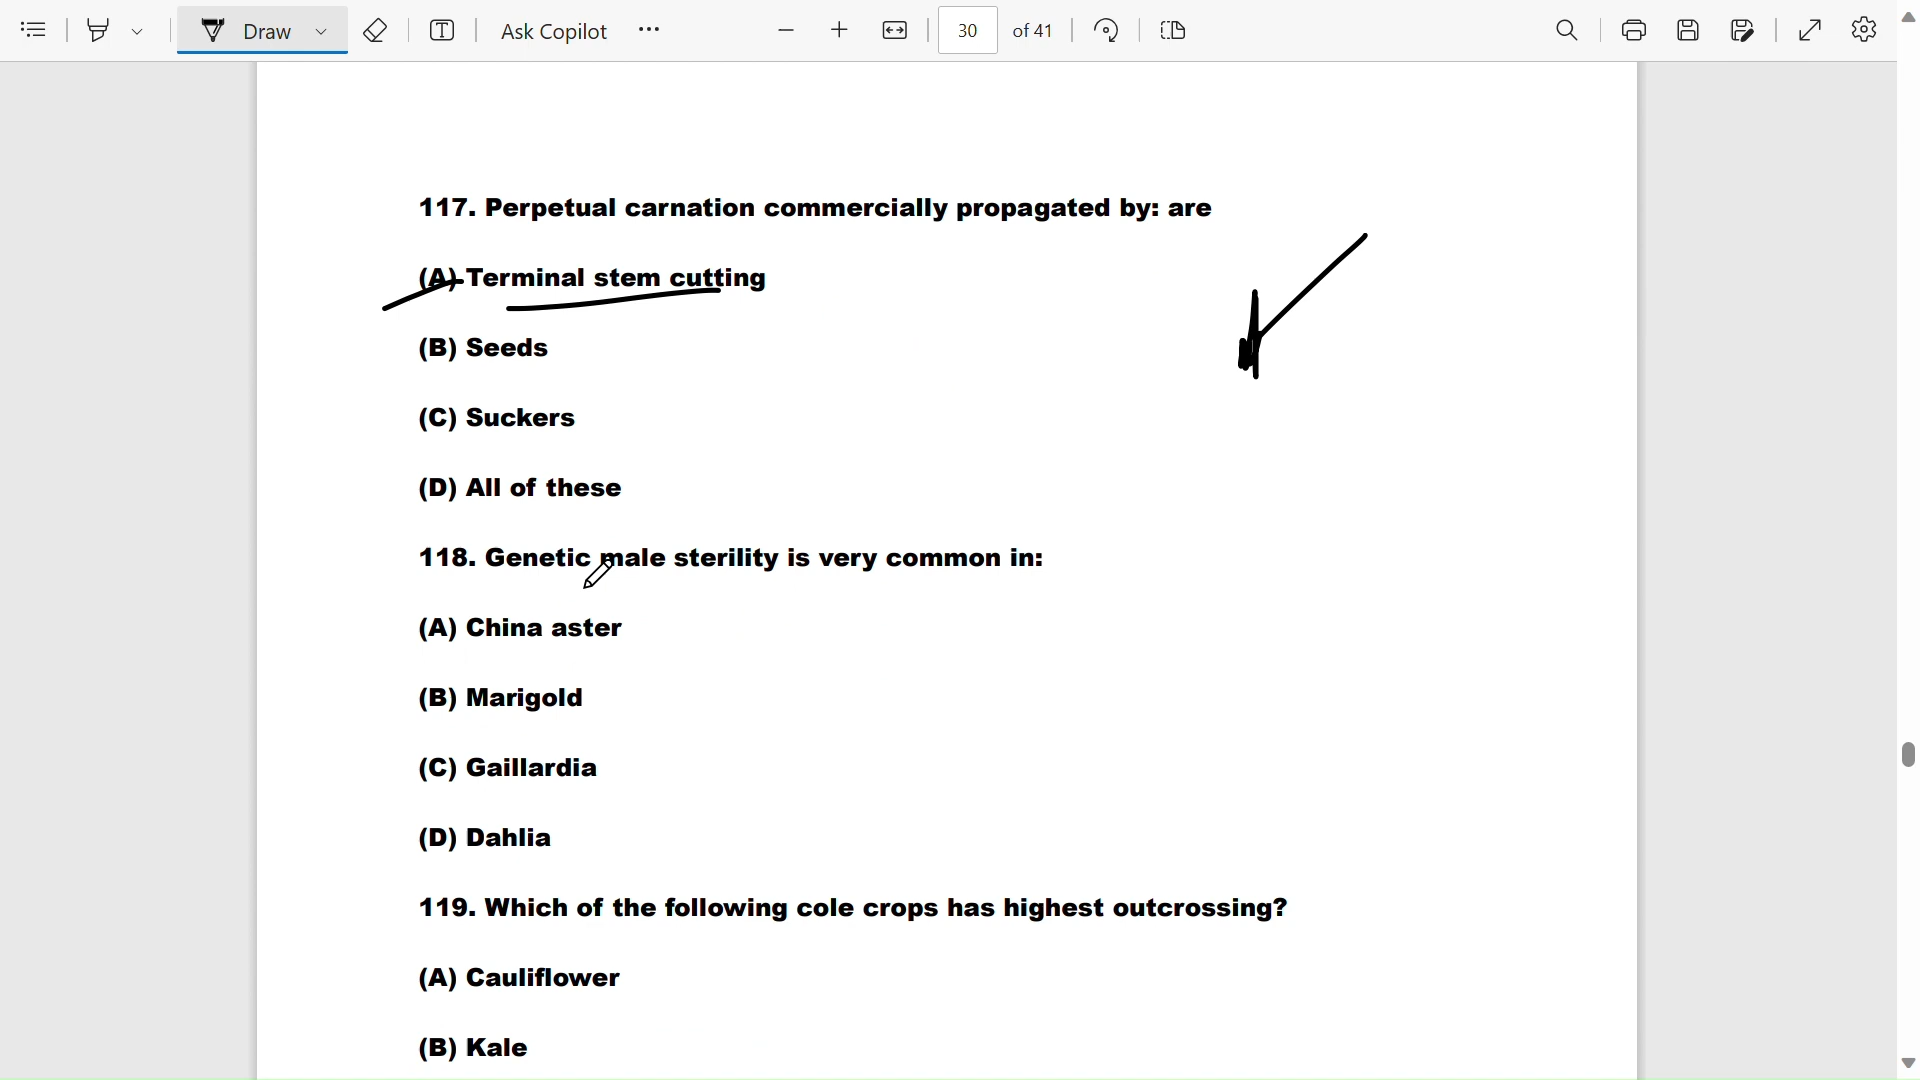 Draw
Ask Copilot
30 of 41
117. Perpetual carnation commercially propagated by: are
(A) Terminal stem cutting
(B) Seeds
(C) Suckers
(D) All of these
118. Genetic male sterility is very common in:
(A) China aster
(B) Marigold
(C) Gaillardia
(D) Dahlia
119. Which of the following cole crops has highest outcrossing?
(A) Cauliflower
(B) Kale